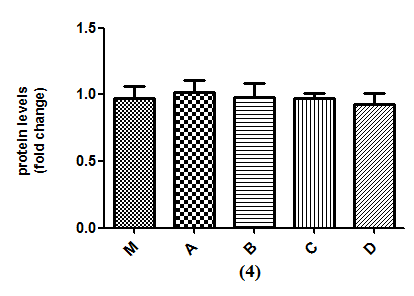 protein levels
(fold change)
1.5
1.0
0.5
0.0
M
A
B
C
D
(4)